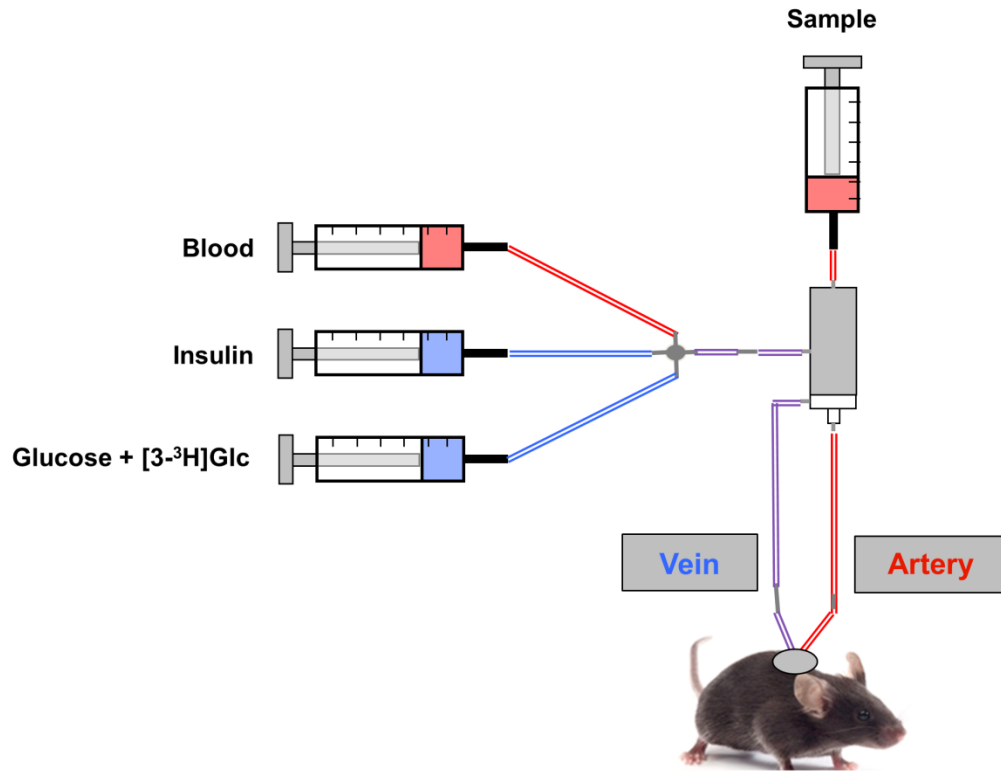 Sample
Blood
Insulin
Glucose + [3-³H]Glc
Vein
Artery